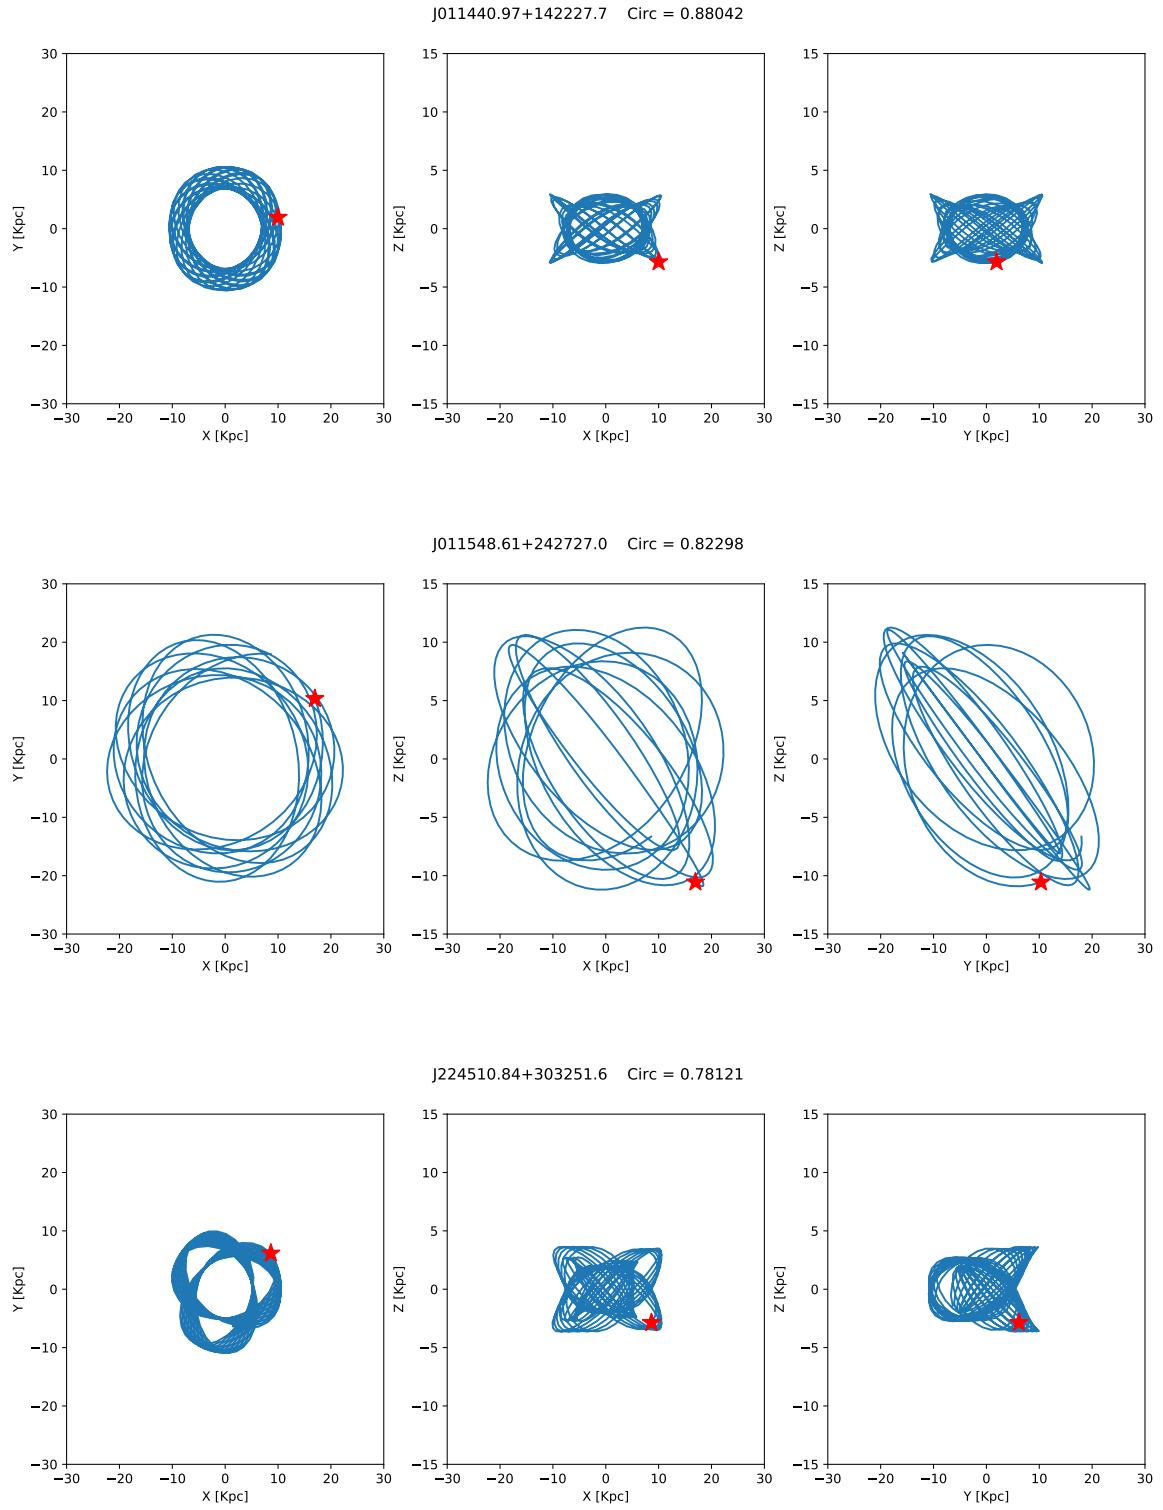 J011440.97+142227.7    Circ = 0.88042
30 30 20 10 0 −10 −20 −30
Y [Kpc]
−30 −20 −10 0 10 20 30
X [Kpc]
15 10 5 0 −5 −10 −15
Z [Kpc]
−30 −20 −10 0 10 20 30
X [Kpc]
15 10 5 0 −5 −10 −15
Z [Kpc]
−30 −20 −10 0 10 20 30
Y [Kpc]
J011548.61+242727.0    Circ = 0.82298
30 20 10 0 −10 −20 −30
Y [Kpc]
−30 −20 −10 0 10 20 30
X [Kpc]
15 10 5 0 −5 −10 −15
Z [Kpc]
−30 −20 −10 0 10 20 30
X [Kpc]
15 10 5 0 −5 −10 −15
Z [Kpc]
−30 −20 −10 0 10 20 30
Y [Kpc]
J224510.84+303251.6    Circ = 0.78121
30 20 10 0 −10 −20 −30
Y [Kpc]
−30 −20 −10 0 10 20 30
X [Kpc]
15 10 5 0 −5 −10 −15
Z [Kpc]
−30 −20 −10 0 10 20 30
X [Kpc]
15 10 5 0 −5 −10 −15
Z [Kpc]
−30 −20 −10 0 10 20 30
Y [Kpc]